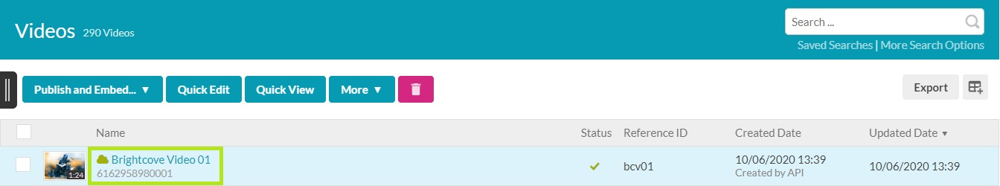 Videos 290 Videos
Search ...
Saved Searches | More Search Options
Publish and Embed... ▼ Quick Edit Quick View More ▼ Export
Name Status Reference ID Created Date Updated Date ▼
1:24 Brightcove Video 01 bcv01 10/06/2020 13:39 10/06/2020 13:39
6162958980001 Created by API